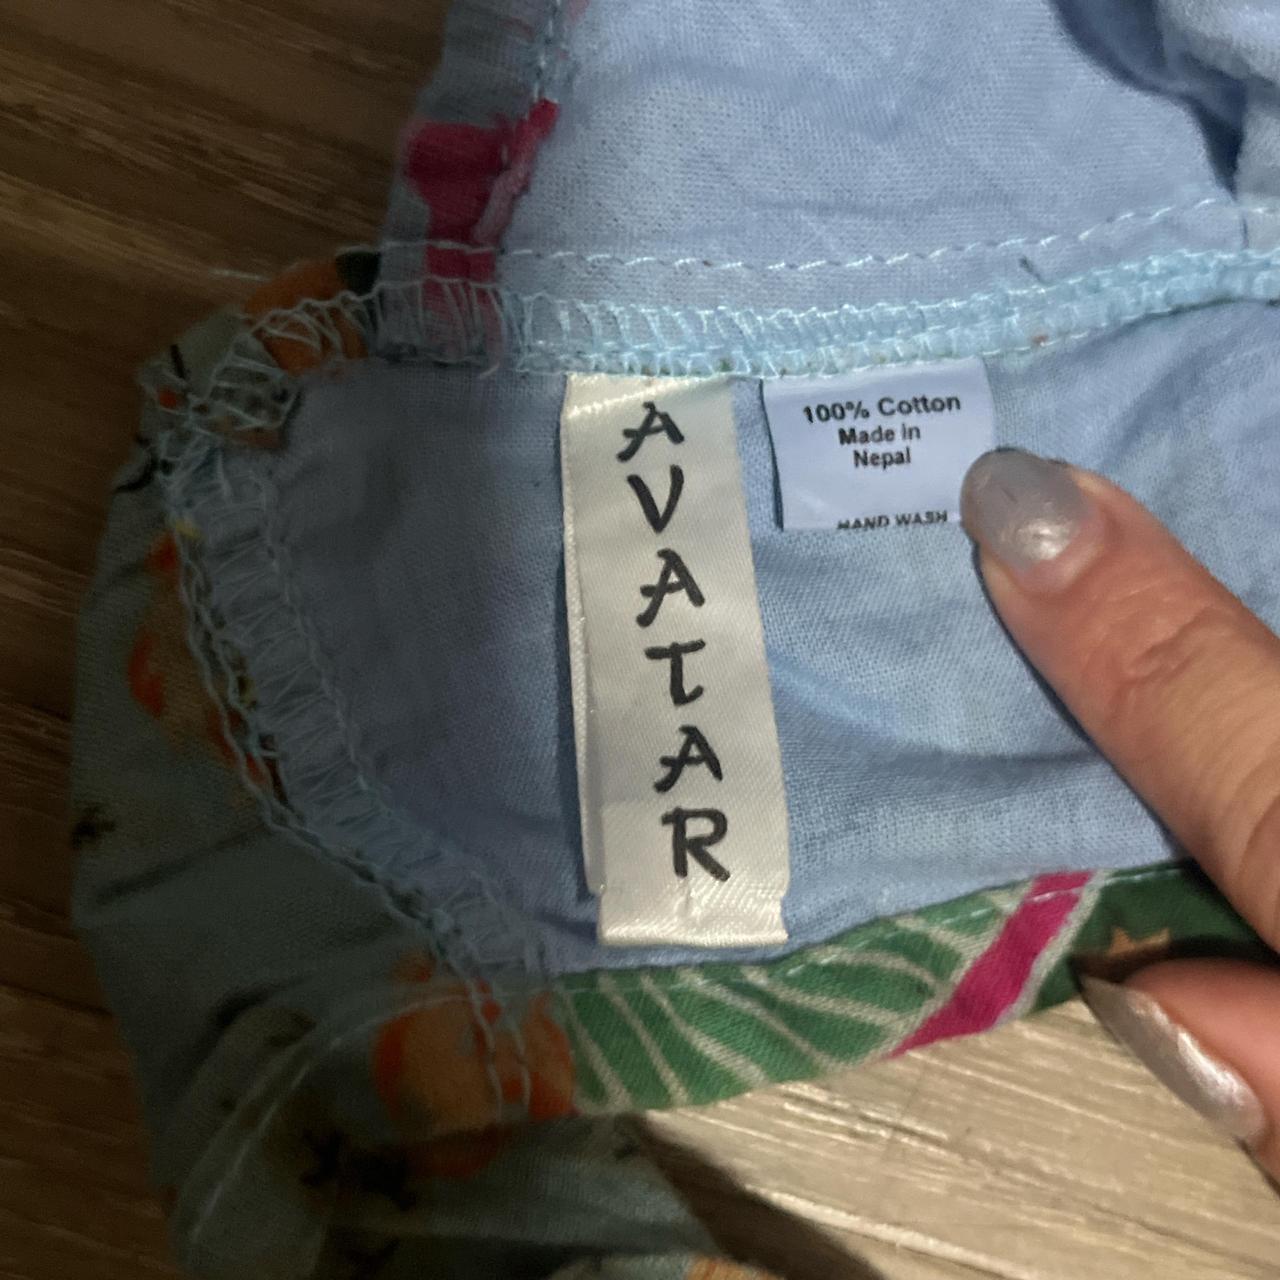 AVATAR
100% Cotton
Made in
Nepal
HAND WASH